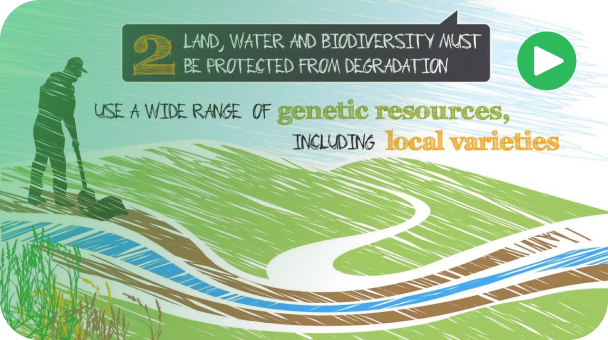 2 LAND, WATER AND BIODIVERSITY MUST
BE PROTECTED FROM DEGRADATION
USE A WIDE RANGE OF genetic resources,
INCLUDING local varieties